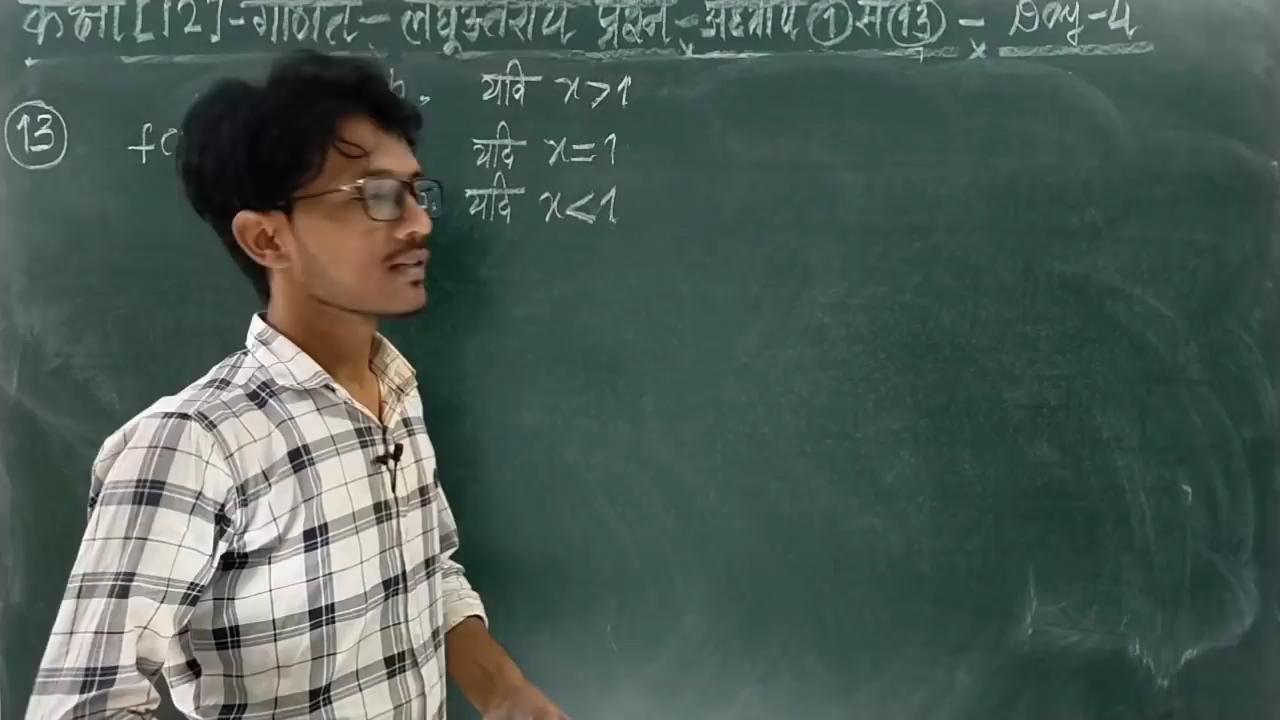 कक्षा [12]-गणित-लघुउत्तरीय प्रश्न-अध्याय ① से ⑬ - Day-4
यदि x>1
⑬ f( यदि x=1
यदि x<1